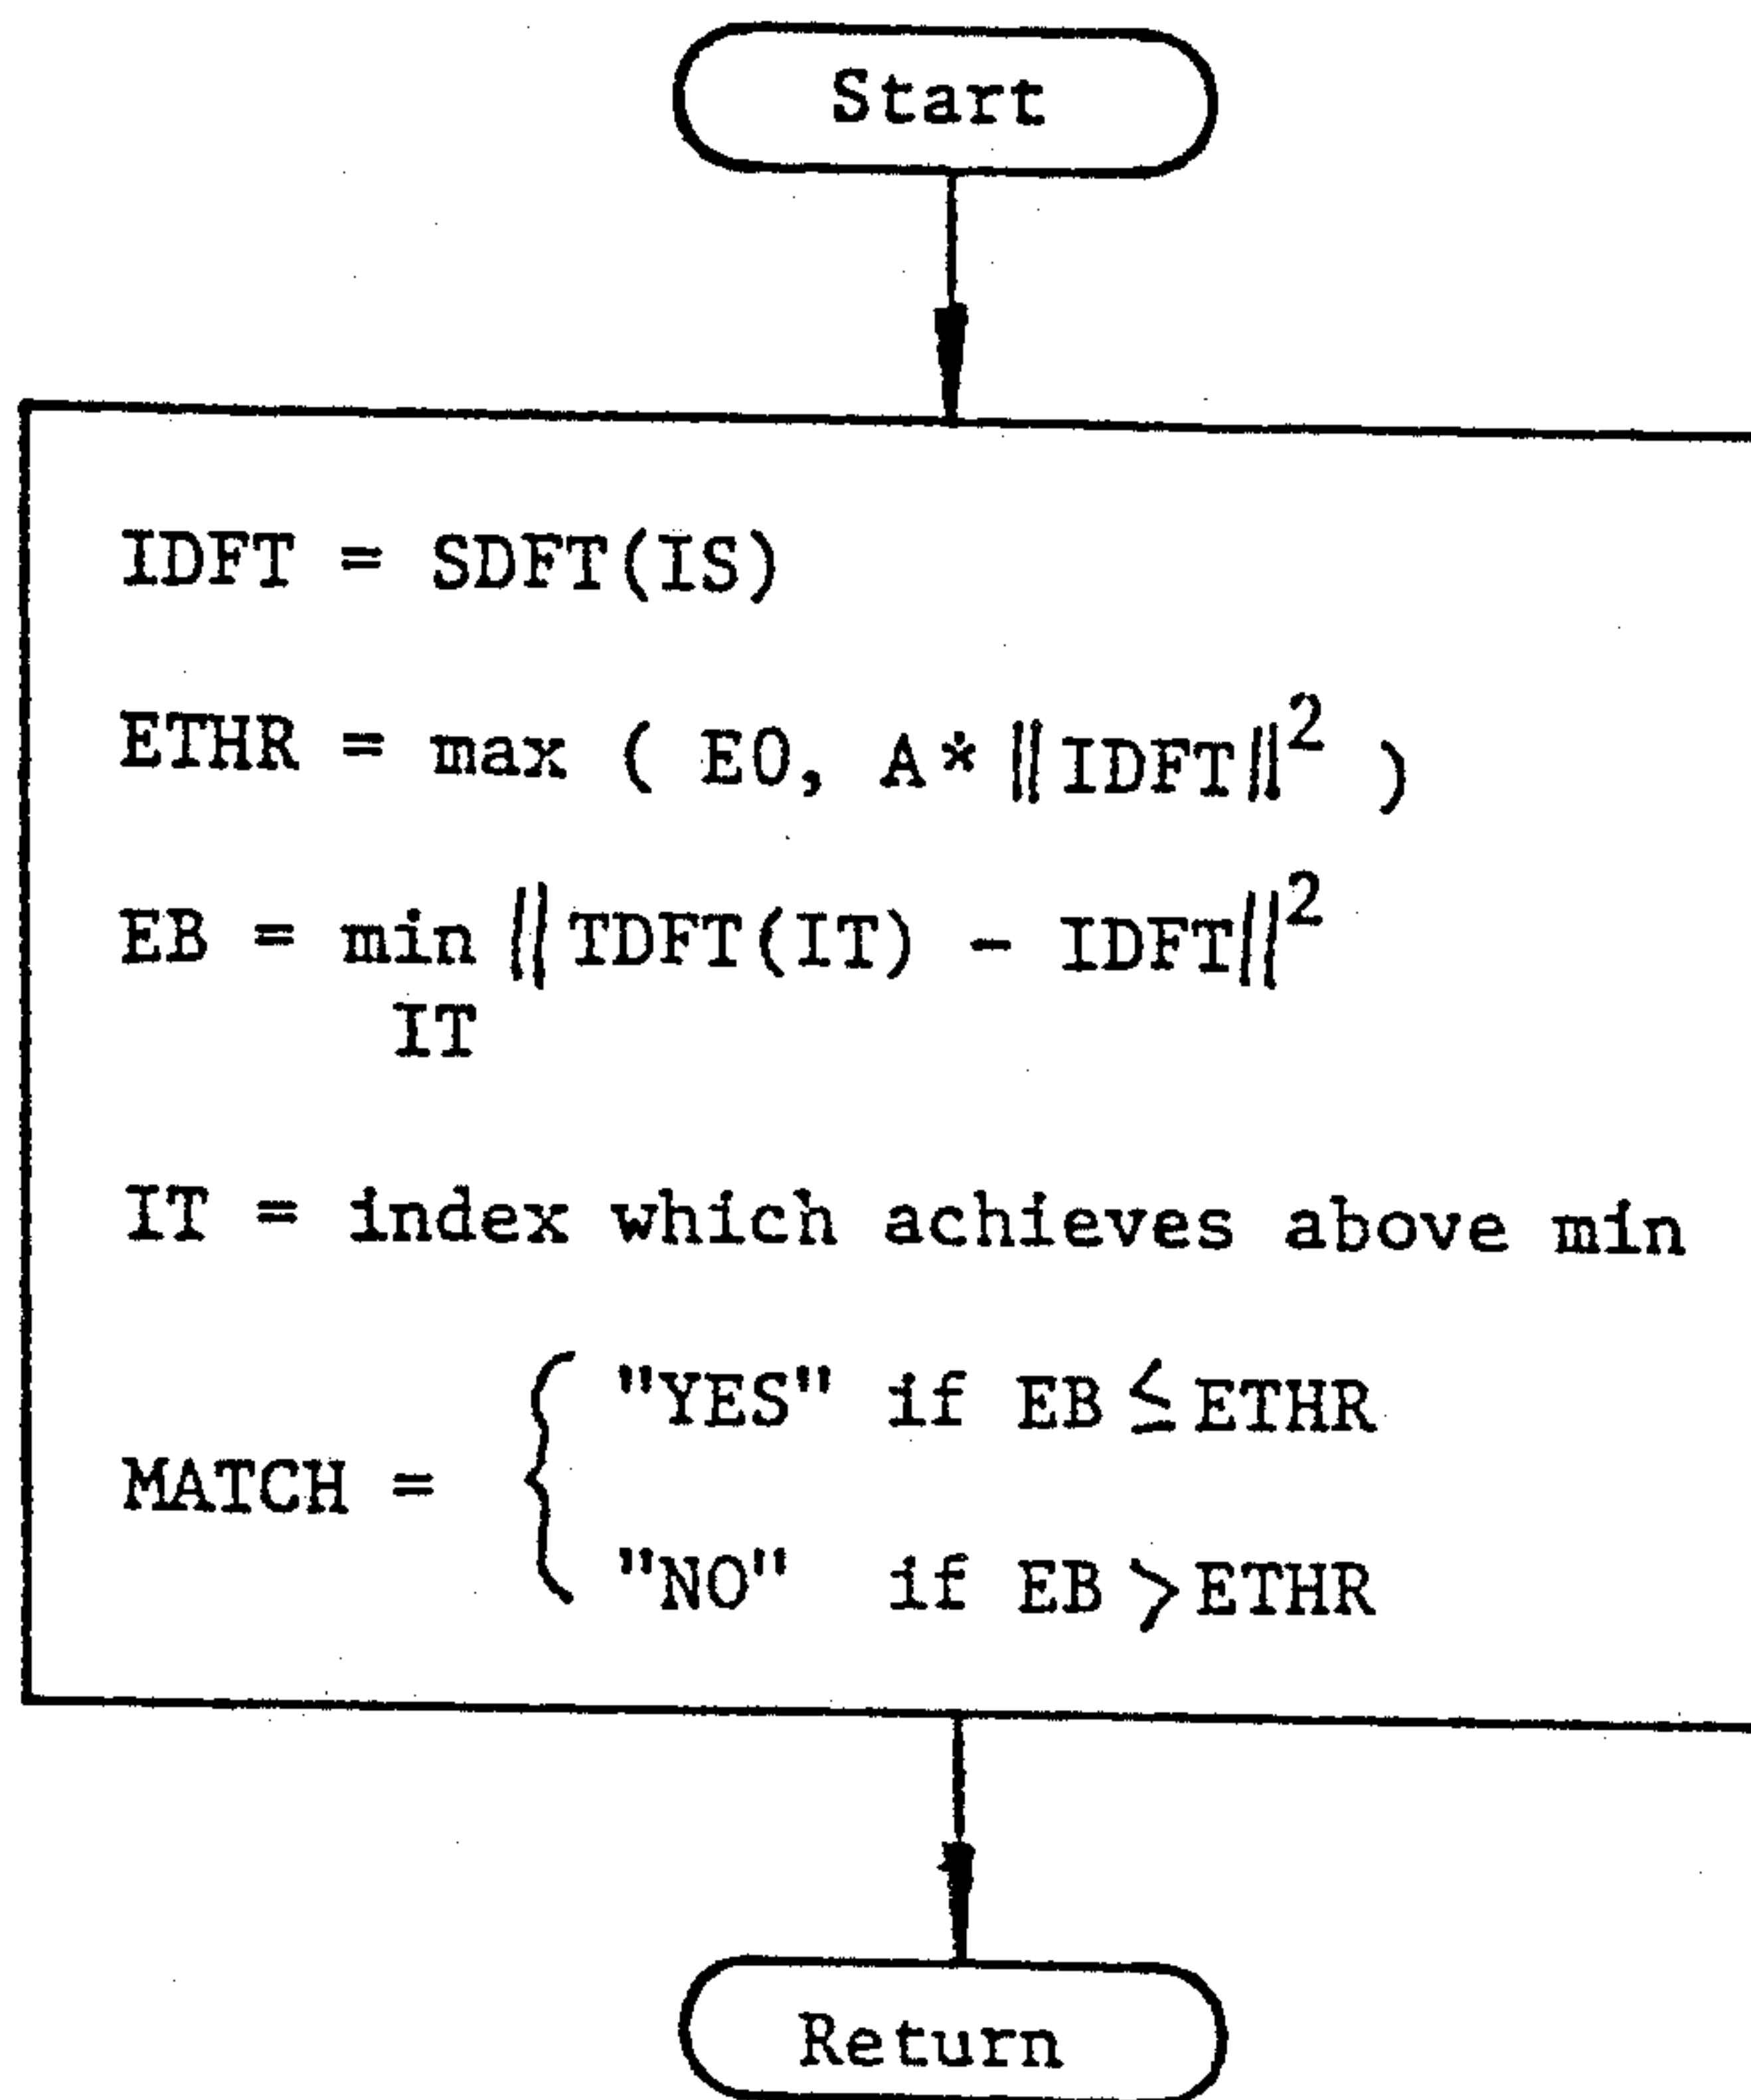 Start
IDFT = SDFT(IS)
ETHR = max ( EO, A* ‖IDFT‖² )
EB = min ‖TDFT(IT) - IDFT‖²
IT
IT = index which achieves above min
"YES" if EB ≤ ETHR
MATCH = {
"NO" if EB > ETHR
Return